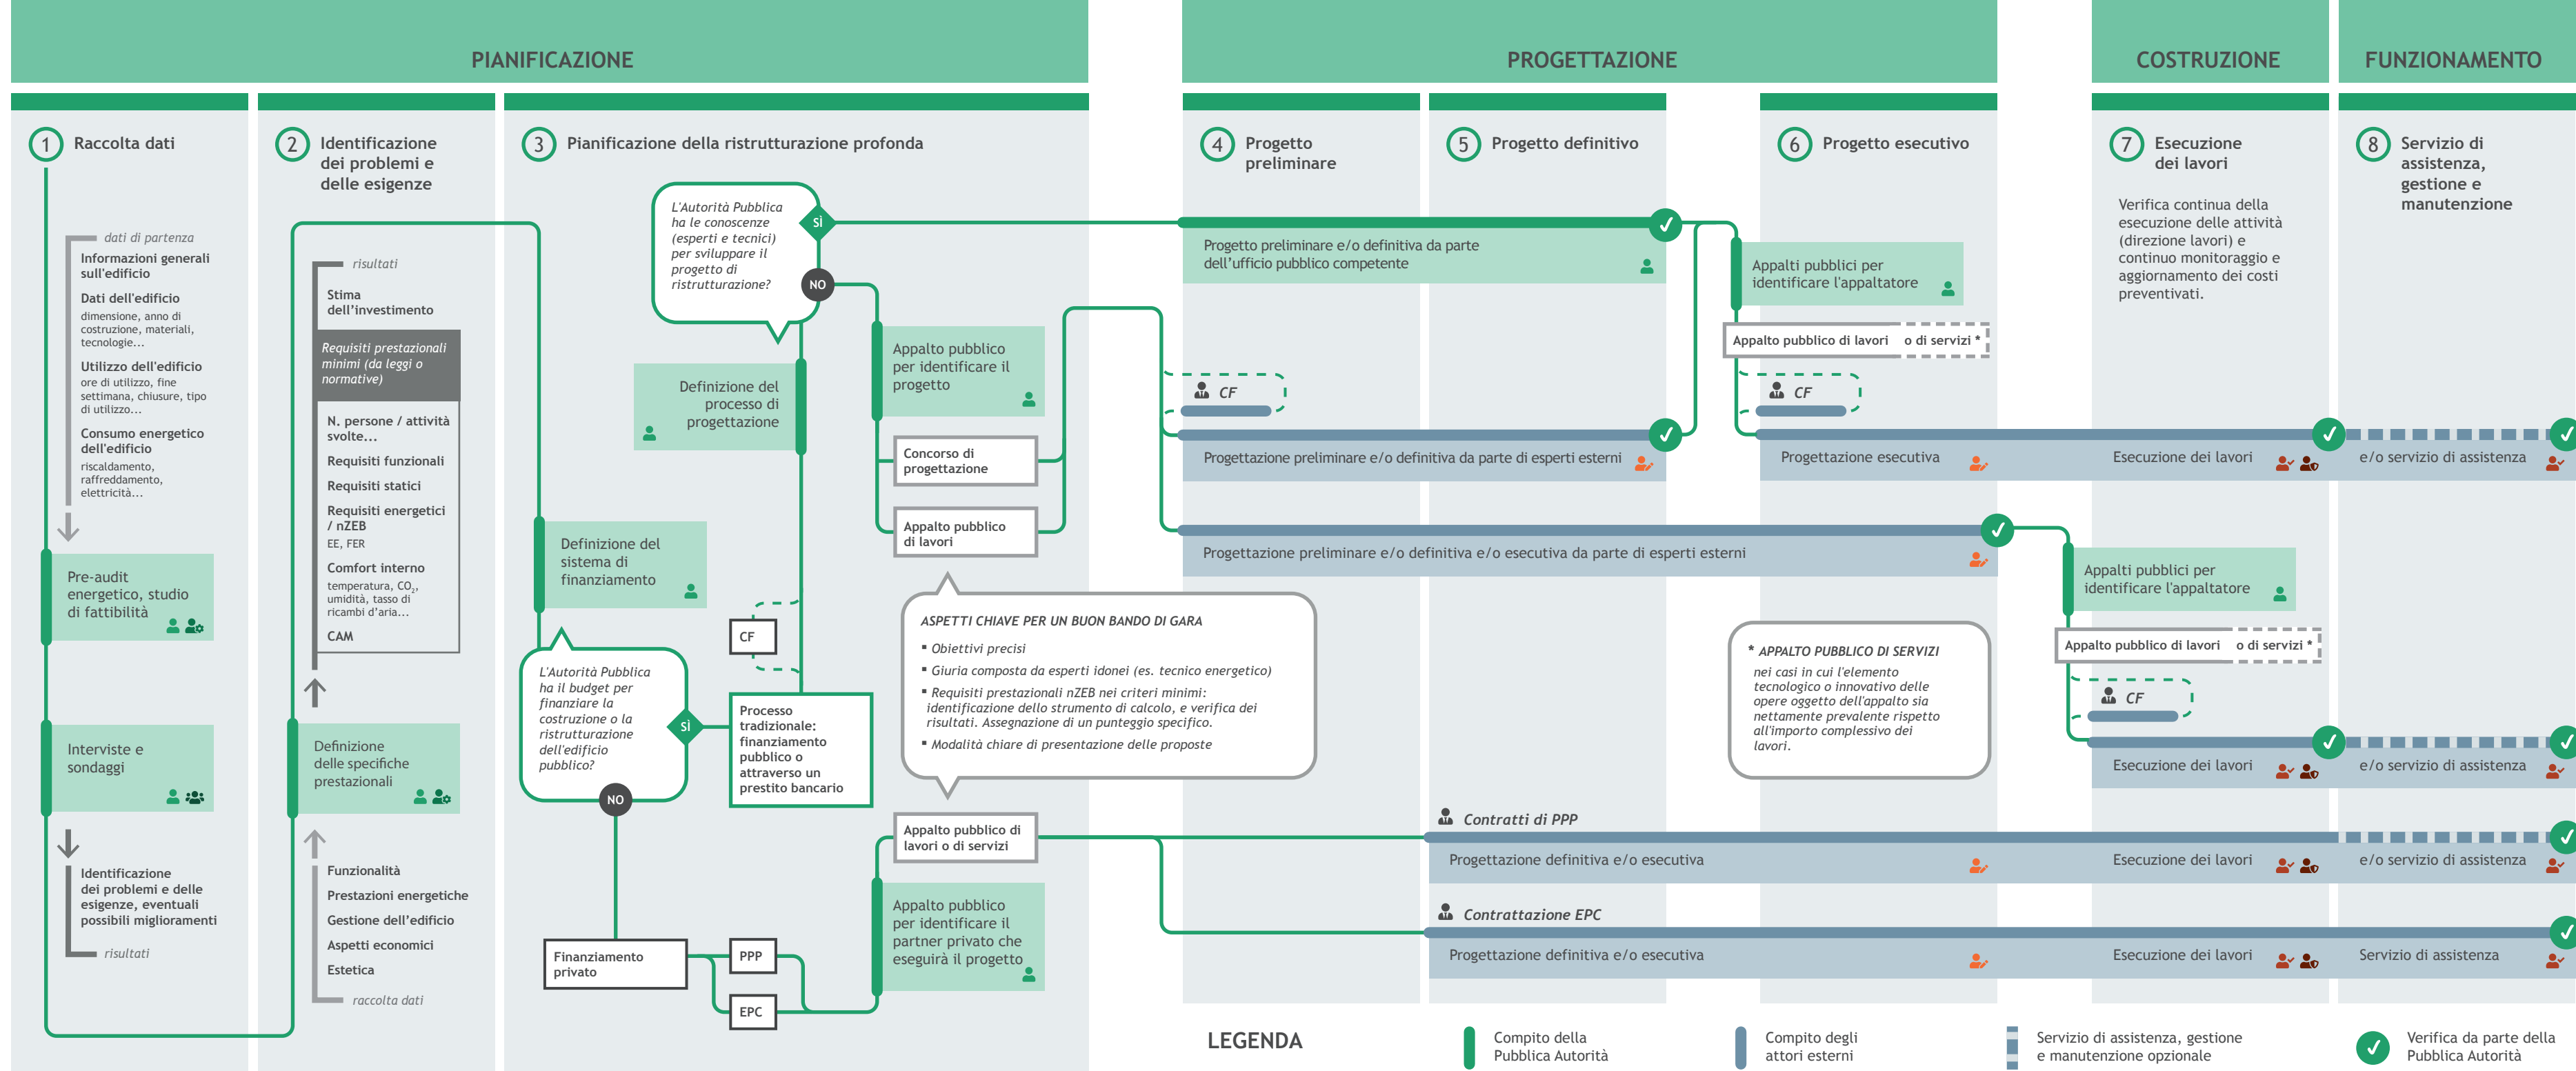 PIANIFICAZIONE
PROGETTAZIONE
COSTRUZIONE
FUNZIONAMENTO
1
Raccolta dati
dati di partenza
Informazioni generali
sull'edificio
Dati dell'edificio
dimensione, anno di
costruzione, materiali,
tecnologie...
Utilizzo dell'edificio
ore di utilizzo, fine
settimana, chiusure, tipo
di utilizzo...
Consumo energetico
dell'edificio
riscaldamento,
raffreddamento,
elettricità...
Pre-audit
energetico, studio
di fattibilità
Interviste e
sondaggi
Identificazione
dei problemi e delle
esigenze, eventuali
possibili miglioramenti
risultati
2
Identificazione
dei problemi e
delle esigenze
risultati
Stima
dell’investimento
Requisiti prestazionali
minimi (da leggi o
normative)
N. persone / attività
svolte...
Requisiti funzionali
Requisiti statici
Requisiti energetici
/ nZEB
EE, FER
Comfort interno
temperatura, CO₂,
umidità, tasso di
ricambi d’aria...
CAM
Definizione
delle specifiche
prestazionali
Funzionalità
Prestazioni energetiche
Gestione dell’edificio
Aspetti economici
Estetica
raccolta dati
3
Pianificazione della ristrutturazione profonda
L'Autorità Pubblica
ha le conoscenze
(esperti e tecnici)
per sviluppare il
progetto di
ristrutturazione?
SÌ
NO
Definizione del
processo di
progettazione
Appalto pubblico
per identificare il
progetto
Concorso di
progettazione
Appalto pubblico
di lavori
Definizione del
sistema di
finanziamento
CF
L'Autorità Pubblica
ha il budget per
finanziare la
costruzione o la
ristrutturazione
dell'edificio
pubblico?
SÌ
NO
Processo
tradizionale:
finanziamento
pubblico o
attraverso un
prestito bancario
ASPETTI CHIAVE PER UN BUON BANDO DI GARA
▪ Obiettivi precisi
▪ Giuria composta da esperti idonei (es. tecnico energetico)
▪ Requisiti prestazionali nZEB nei criteri minimi:
identificazione dello strumento di calcolo, e verifica dei
risultati. Assegnazione di un punteggio specifico.
▪ Modalità chiare di presentazione delle proposte
Appalto pubblico di
lavori o di servizi
Appalto pubblico
per identificare il
partner privato che
eseguirà il progetto
Finanziamento
privato
PPP
EPC
4
Progetto
preliminare
5
Progetto definitivo
6
Progetto esecutivo
Progetto preliminare e/o definitiva da parte
dell’ufficio pubblico competente
Appalti pubblici per
identificare l'appaltatore
Appalto pubblico di lavori o di servizi *
CF
CF
Progettazione preliminare e/o definitiva da parte di esperti esterni
Progettazione esecutiva
Esecuzione dei lavori
e/o servizio di assistenza
Progettazione preliminare e/o definitiva e/o esecutiva da parte di esperti esterni
* APPALTO PUBBLICO DI SERVIZI
nei casi in cui l'elemento
tecnologico o innovativo delle
opere oggetto dell'appalto sia
nettamente prevalente rispetto
all'importo complessivo dei
lavori.
7
Esecuzione
dei lavori
Verifica continua della
esecuzione delle attività
(direzione lavori) e
continuo monitoraggio e
aggiornamento dei costi
preventivati.
8
Servizio di
assistenza,
gestione e
manutenzione
Appalti pubblici per
identificare l'appaltatore
Appalto pubblico di lavori o di servizi *
CF
Esecuzione dei lavori
e/o servizio di assistenza
Contratti di PPP
Progettazione definitiva e/o esecutiva
Esecuzione dei lavori
e/o servizio di assistenza
Contrattazione EPC
Progettazione definitiva e/o esecutiva
Esecuzione dei lavori
Servizio di assistenza
LEGENDA
Compito della
Pubblica Autorità
Compito degli
attori esterni
Servizio di assistenza, gestione
e manutenzione opzionale
Verifica da parte della
Pubblica Autorità